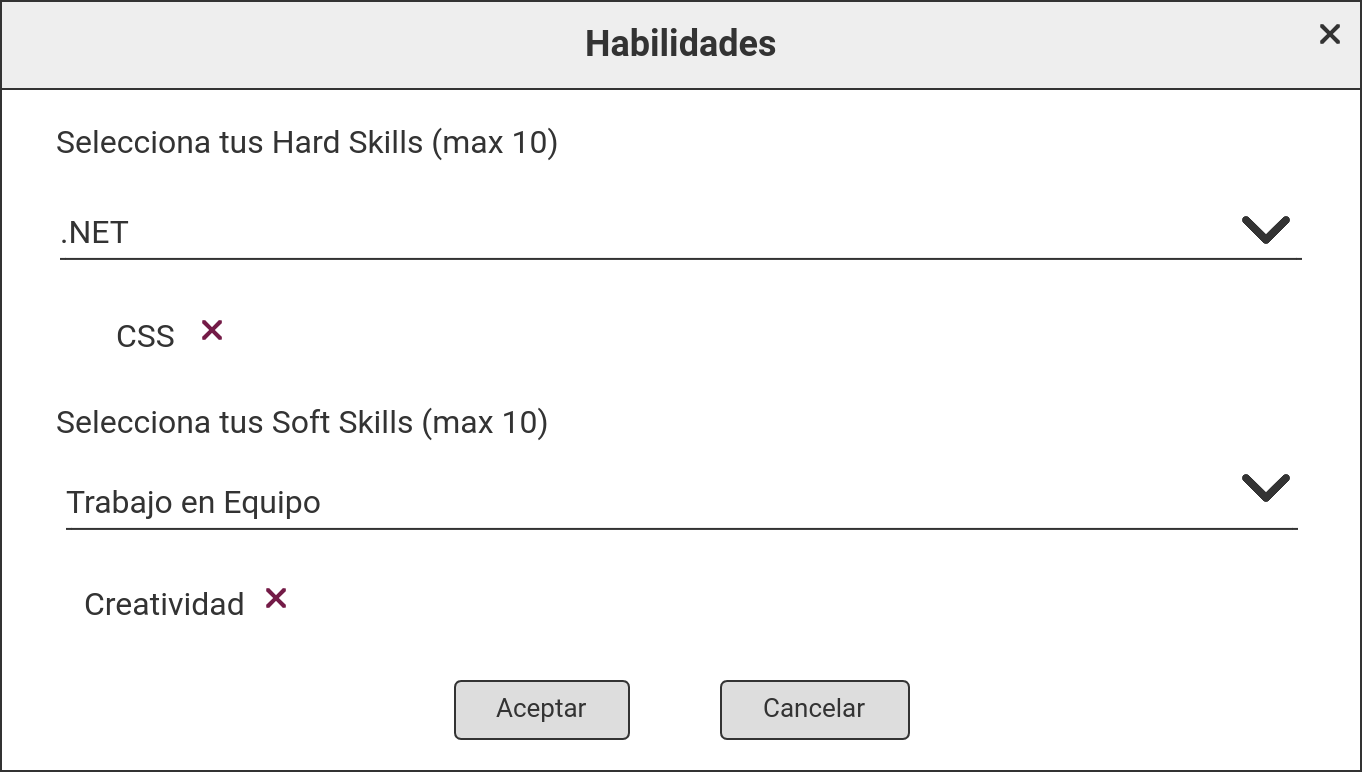 Habilidades
Selecciona tus Hard Skills (max 10)
.NET
CSS
Selecciona tus Soft Skills (max 10)
Trabajo en Equipo
Creatividad
Aceptar
Cancelar